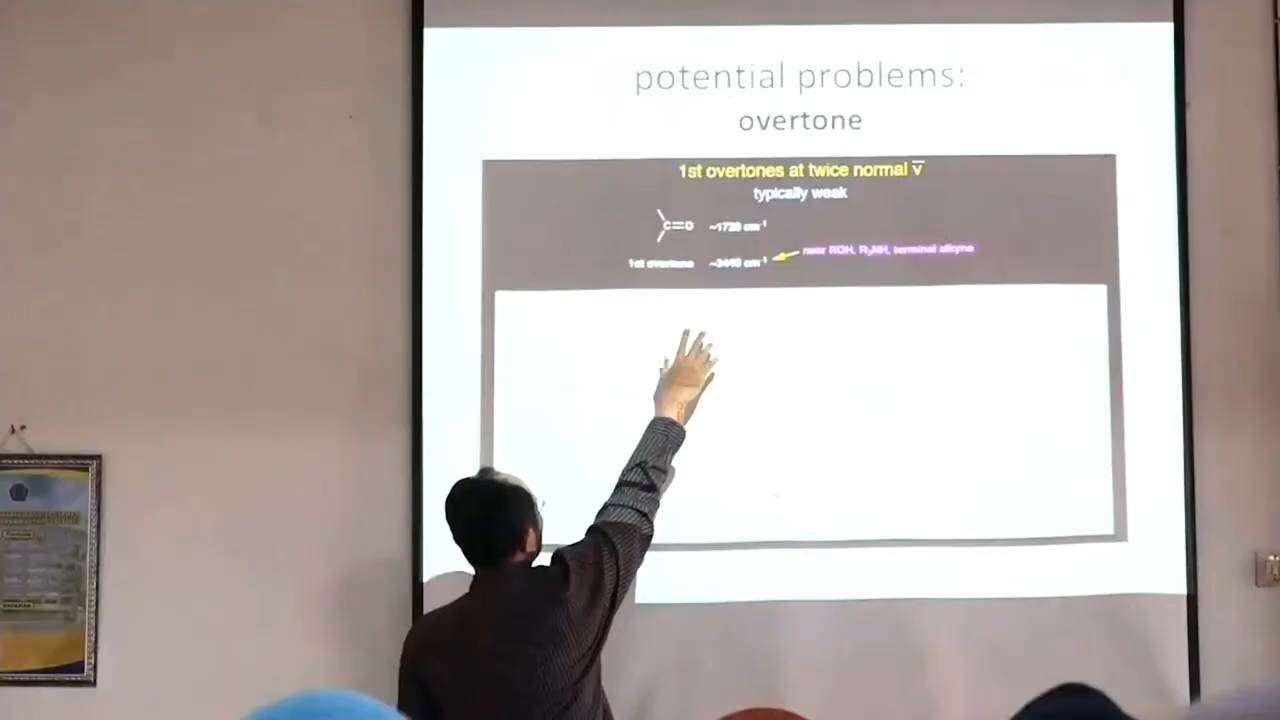 potential problems:
overtone
1st overtones at twice normal v̅
typically weak
C=O ~1720 cm⁻¹
near ROH, R₂NH, terminal alkyne
1st overtone ~3440 cm⁻¹